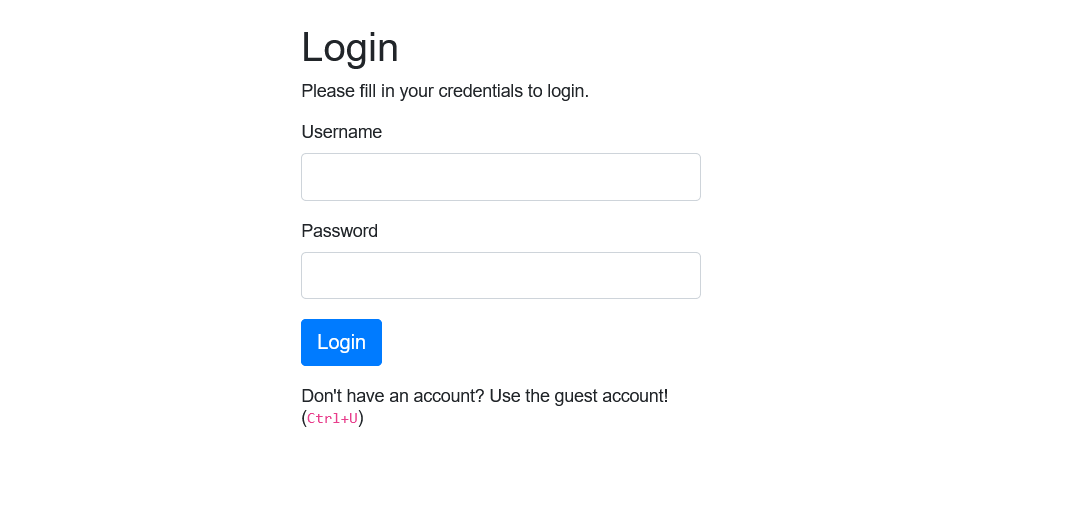 Login
Please fill in your credentials to login.
Username
Password
Login
Don't have an account? Use the guest account!
(Ctrl+U)